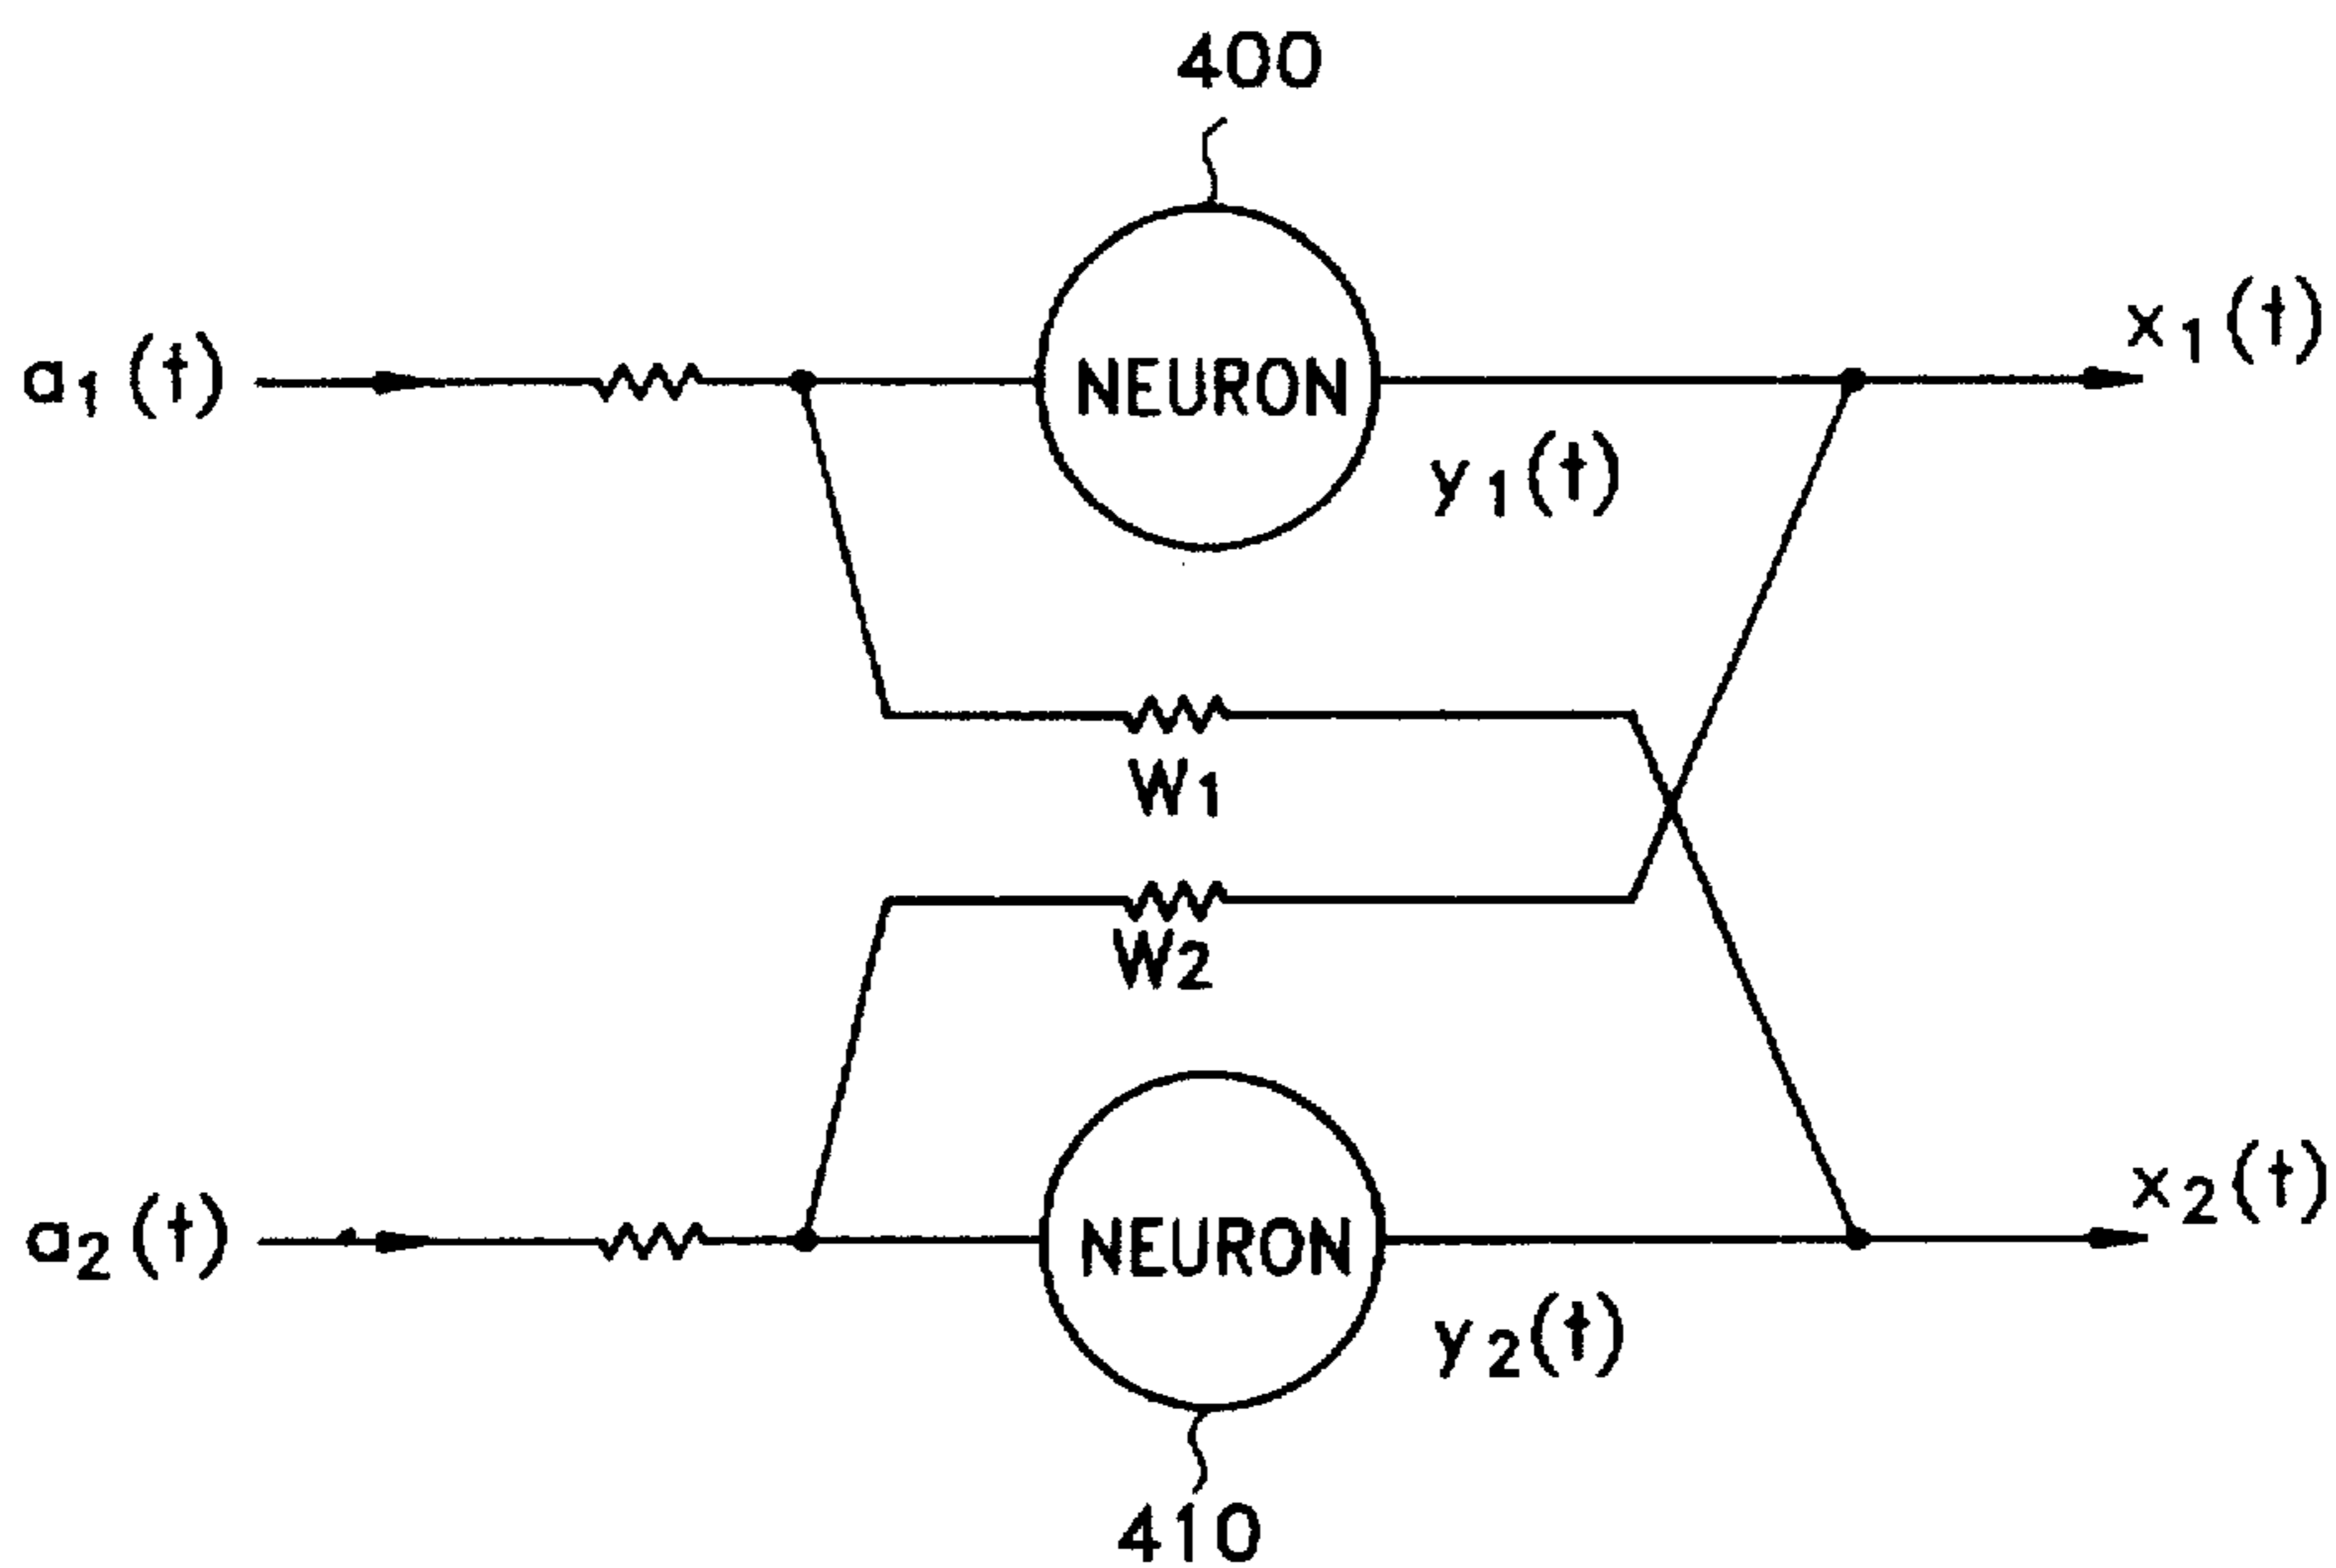 400
NEURON
a1(t)
x1(t)
y1(t)
W1
W2
NEURON
a2(t)
x2(t)
y2(t)
410